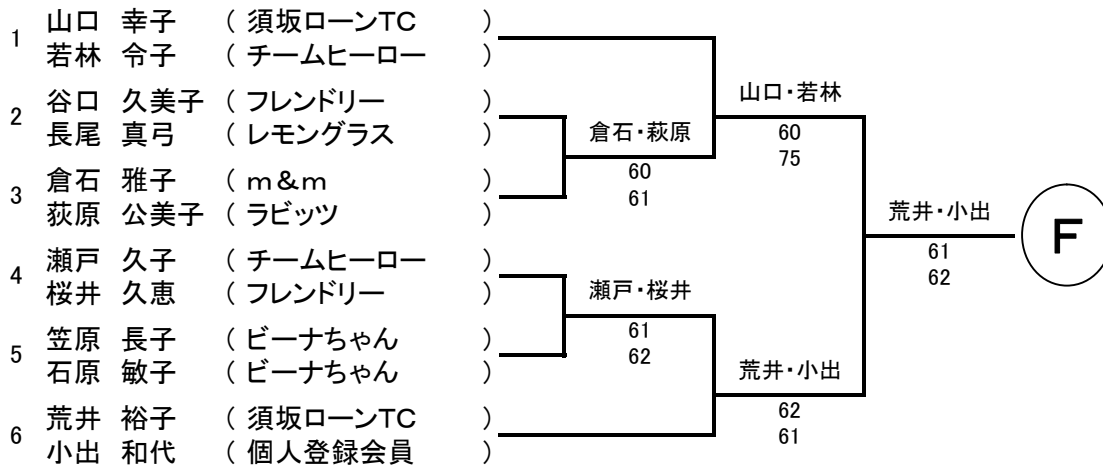 1 山口 幸子 ( 須坂ローンTC )
若林 令子 ( チームヒーロー )
2 谷口 久美子 ( フレンドリー )
長尾 真弓 ( レモングラス )
3 倉石 雅子 ( m&m )
荻原 公美子 ( ラビッツ )
4 瀬戸 久子 ( チームヒーロー )
桜井 久恵 ( フレンドリー )
5 笠原 長子 ( ビーナちゃん )
石原 敏子 ( ビーナちゃん )
6 荒井 裕子 ( 須坂ローンTC )
小出 和代 ( 個人登録会員 )
倉石・萩原
60
61
瀬戸・桜井
61
62
山口・若林
60
75
荒井・小出
62
61
荒井・小出
61
62
F